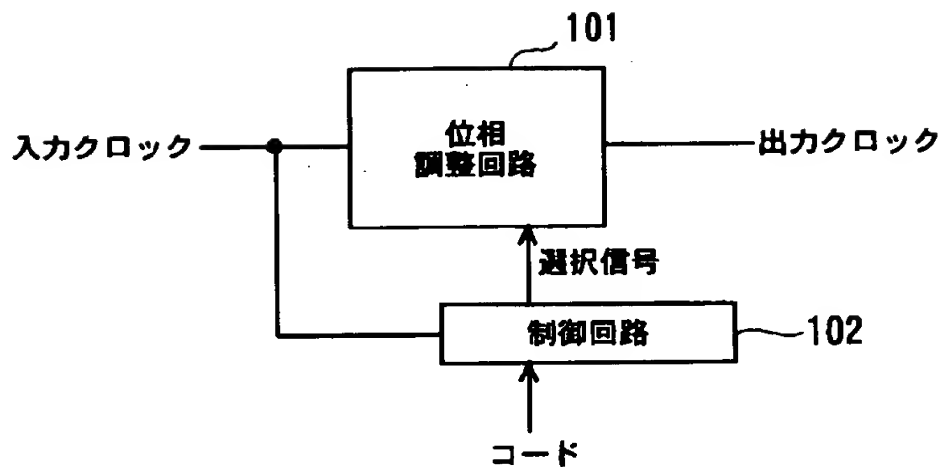 101
入力クロック
位相
調整回路
出力クロック
選択信号
制御回路
102
コード